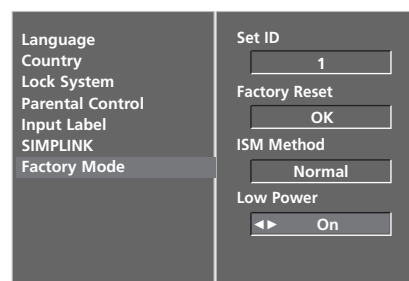 Language
Country
Lock System
Parental Control
Input Label
SIMPLINK
Factory Mode
Set ID
1
Factory Reset
OK
ISM Method
Normal
Low Power
◀▶ On